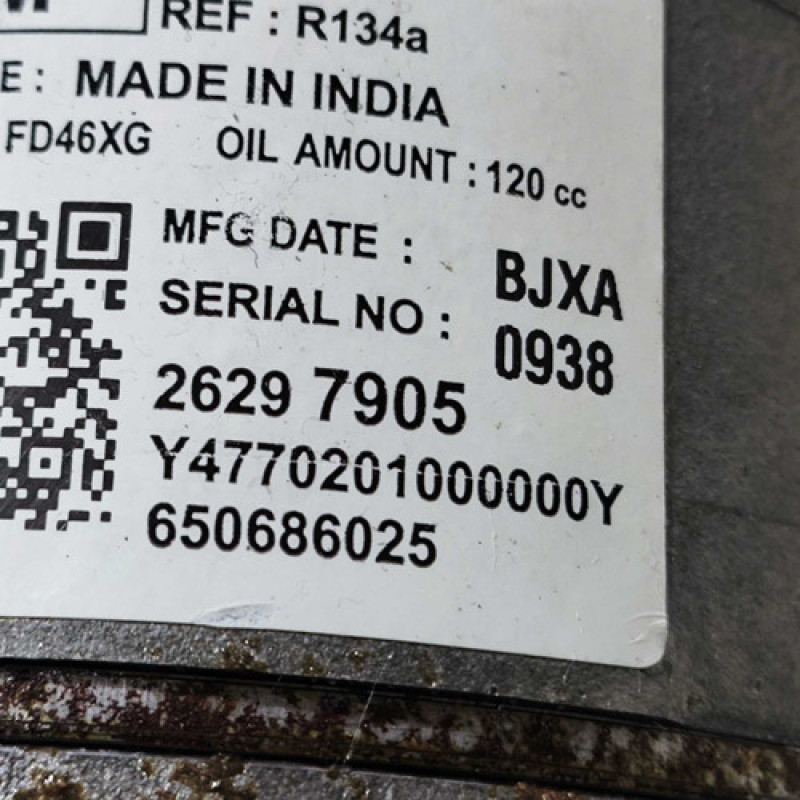 REF : R134a
E : MADE IN INDIA
FD46XG OIL AMOUNT : 120 cc
MFG DATE : BJXA
SERIAL NO : 0938
2629 7905
Y4770201000000Y
650686025